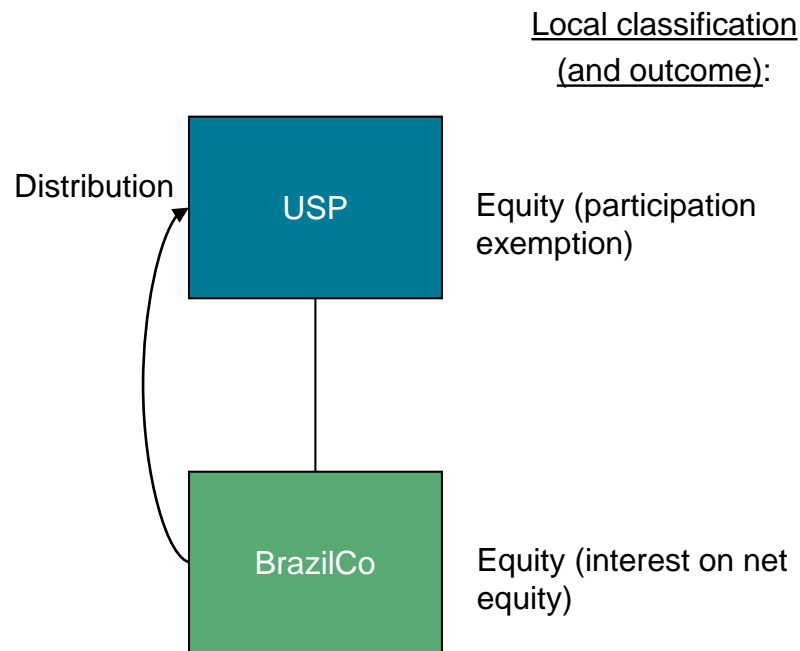 Local classification
(and outcome):
Distribution
USP
Equity (participation
exemption)
BrazilCo
Equity (interest on net
equity)